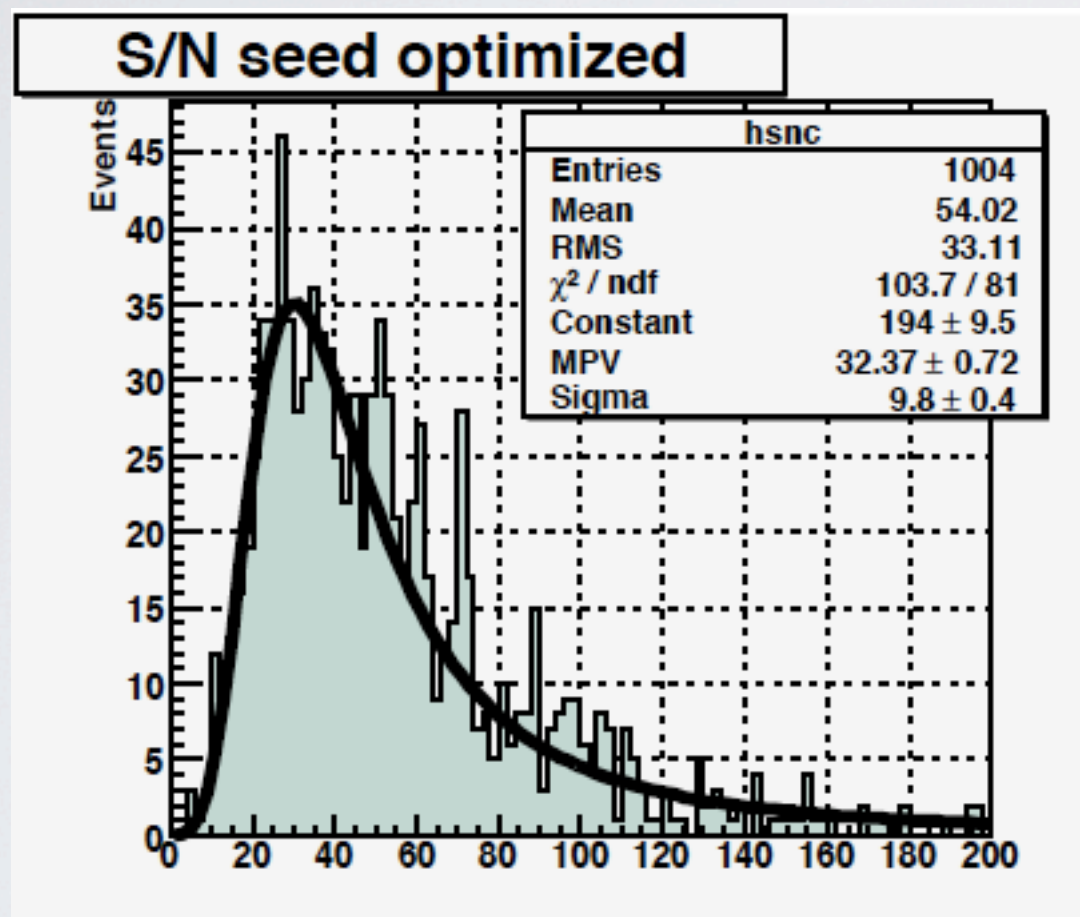 S/N seed optimized
Events
hsnc
Entries 1004
Mean 54.02
RMS 33.11
χ² / ndf 103.7 / 81
Constant 194 ± 9.5
MPV 32.37 ± 0.72
Sigma 9.8 ± 0.4
45
40
35
30
25
20
15
10
5
0
0 20 40 60 80 100 120 140 160 180 200